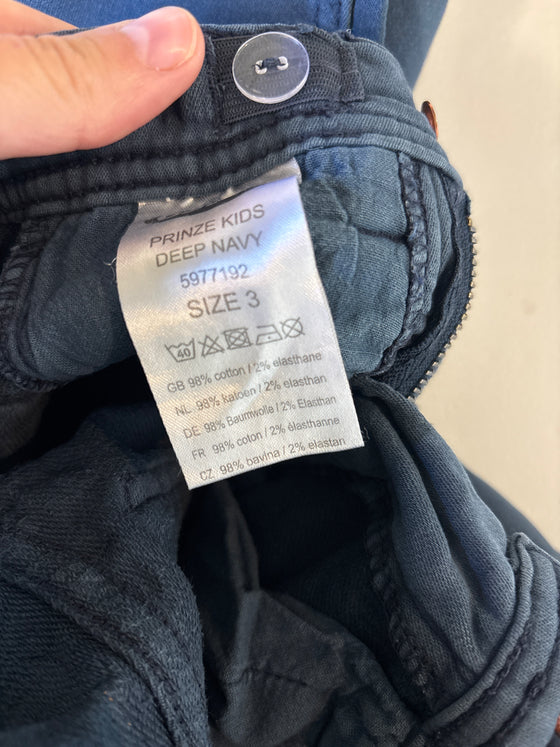 PRINZE KIDS
DEEP NAVY
5977192
SIZE 3
40
GB 98% cotton / 2% elasthane
NL 98% katoen / 2% elasthan
DE 98% Baumwolle / 2% Elasthan
FR 98% coton / 2% élasthanne
CZ 98% bavlna / 2% elastan